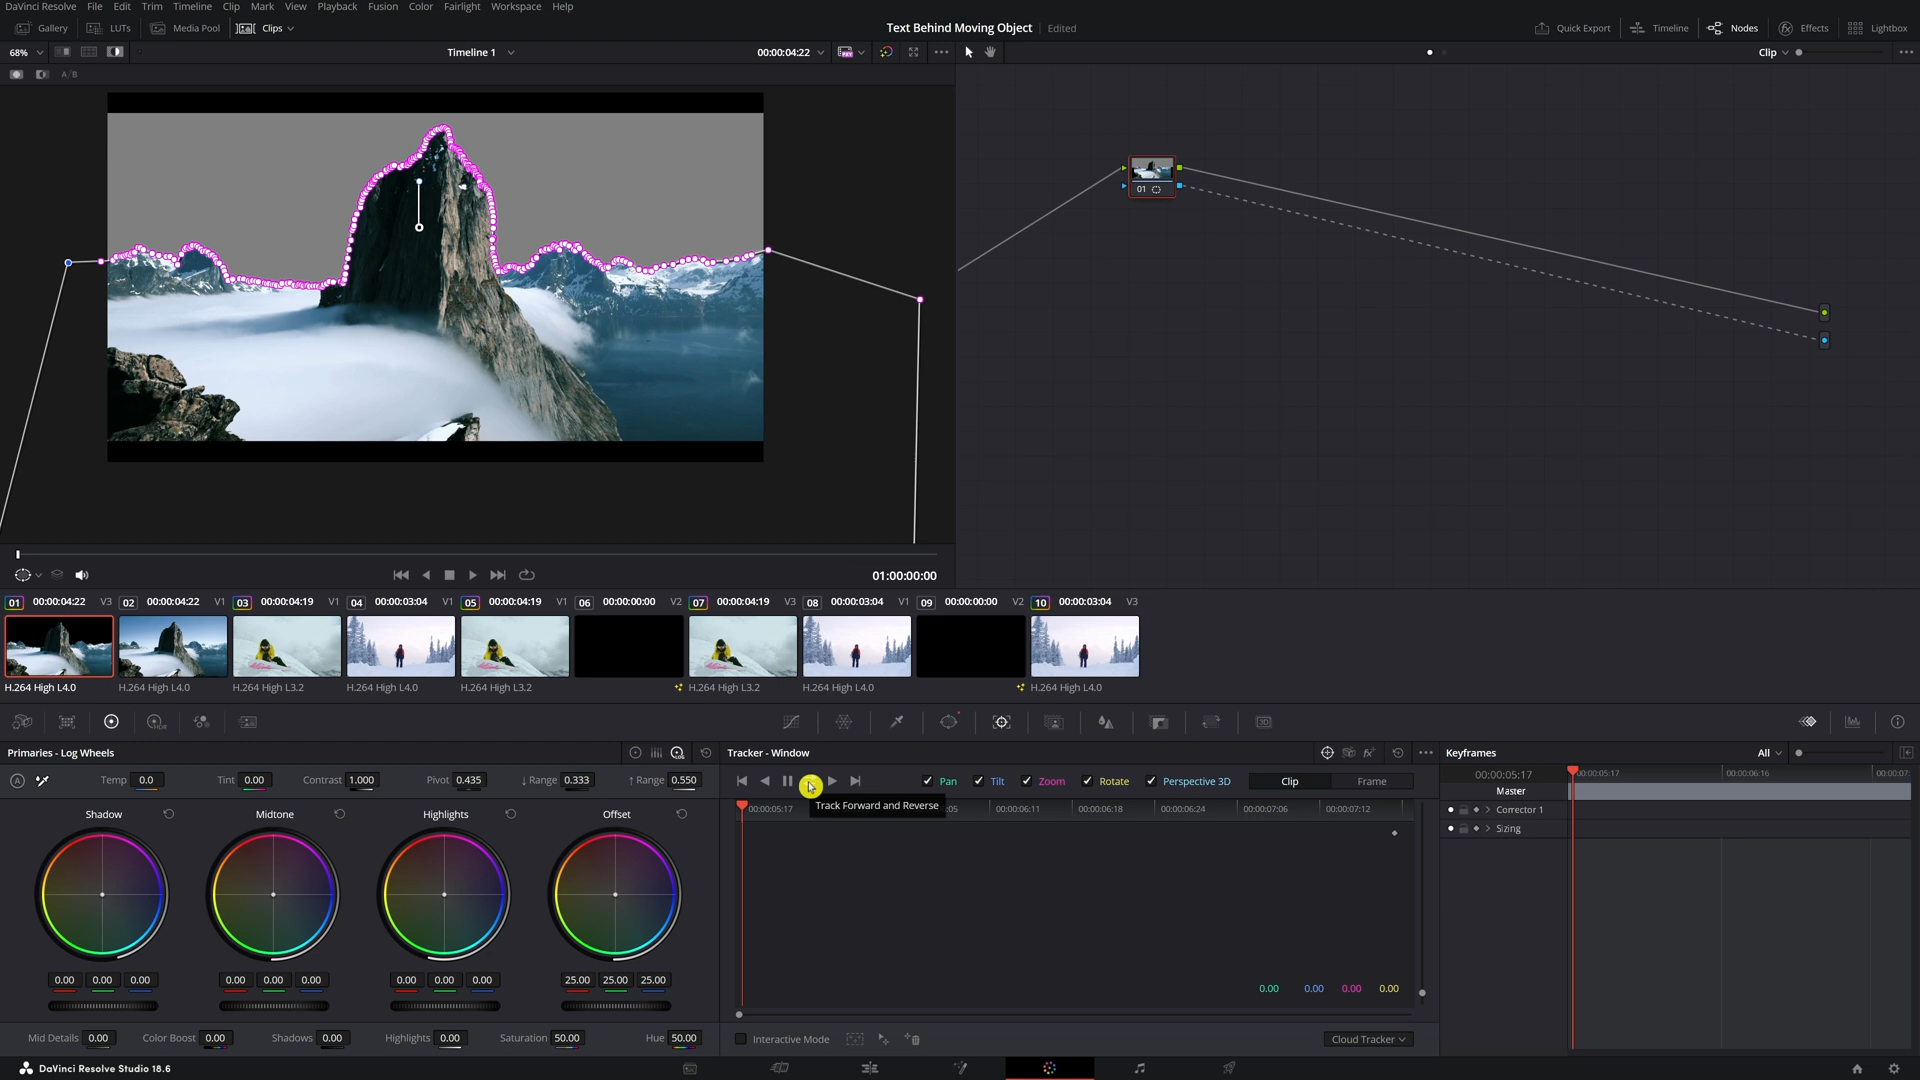 DaVinci Resolve File Edit Trim Timeline Clip Mark View Playback Fusion Color Fairlight Workspace Help
Gallery LUTs Media Pool Clips Text Behind Moving Object Edited Quick Export Timeline Nodes Effects Lightbox
68% Timeline 1 00:00:04:22 Clip
A/B
01
01:00:00:00
01 00:00:04:22 V3 02 00:00:04:22 V1 03 00:00:04:19 V1 04 00:00:03:04 V1 05 00:00:04:19 V1 06 00:00:00:00 V2 07 00:00:04:19 V3 08 00:00:03:04 V1 09 00:00:00:00 V2 10 00:00:03:04 V3
H.264 High L4.0 H.264 High L4.0 H.264 High L3.2 H.264 High L4.0 H.264 High L3.2 H.264 High L3.2 H.264 High L4.0 H.264 High L4.0
HDR 3D
Primaries - Log Wheels Tracker - Window Keyframes All
Temp 0.0 Tint 0.00 Contrast 1.000 Pivot 0.435 ↓ Range 0.333 ↑ Range 0.550 Pan Tilt Zoom Rotate Perspective 3D Clip Frame
00:00:05:17 00:00:05:17 00:00:06:16 00:00:07:
Master
Track Forward and Reverse
00:00:05:17 :05 00:00:06:11 00:00:06:18 00:00:06:24 00:00:07:06 00:00:07:12
Corrector 1
Sizing
Shadow Midtone Highlights Offset
0.00 0.00 0.00 0.00 0.00 0.00 0.00 0.00 0.00 25.00 25.00 25.00
0.00 0.00 0.00 0.00
Mid Details 0.00 Color Boost 0.00 Shadows 0.00 Highlights 0.00 Saturation 50.00 Hue 50.00 Interactive Mode Cloud Tracker
DaVinci Resolve Studio 18.6